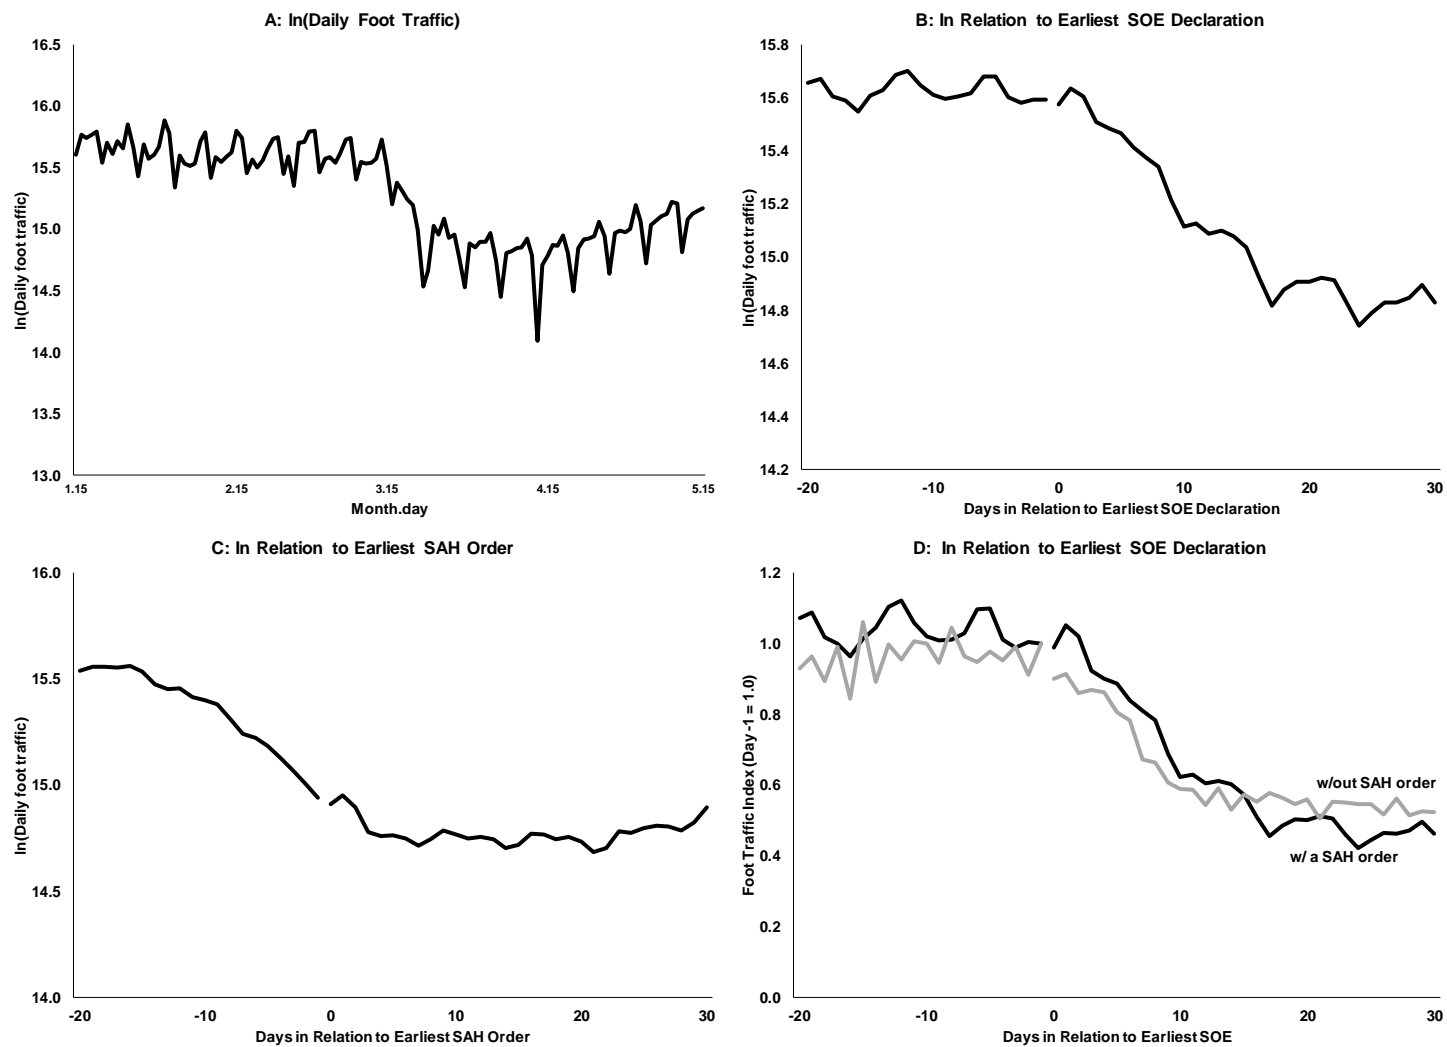 A: ln(Daily Foot Traffic)
16.5
16.0
15.5
15.0
14.5
14.0
13.5
13.0
ln(Daily foot traffic)
1.15 2.15 3.15 4.15 5.15
Month.day
B: In Relation to Earliest SOE Declaration
15.8
15.6
15.4
15.2
15.0
14.8
14.6
14.4
14.2
ln(Daily foot traffic)
-20 -10 0 10 20 30
Days in Relation to Earliest SOE Declaration
C: In Relation to Earliest SAH Order
16.0
15.5
15.0
14.5
14.0
ln(Daily foot traffic)
-20 -10 0 10 20 30
Days in Relation to Earliest SAH Order
D: In Relation to Earliest SOE Declaration
1.2
1.0
0.8
0.6
0.4
0.2
0.0
Foot Traffic Index (Day -1 = 1.0)
w/out SAH order
w/ a SAH order
-20 -10 0 10 20 30
Days in Relation to Earliest SOE